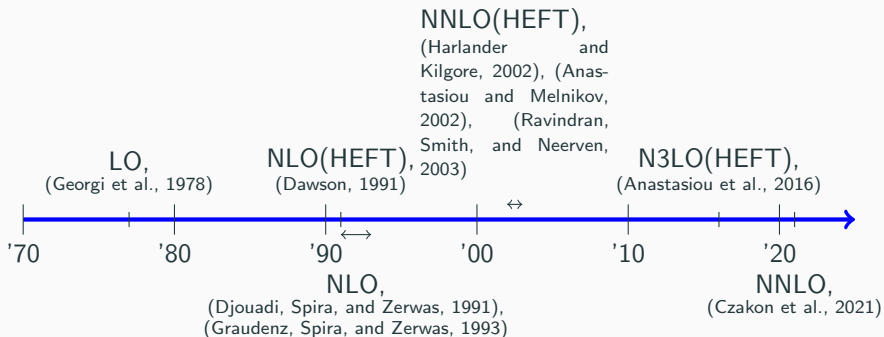 NNLO(HEFT),
(Harlander and
Kilgore, 2002), (Anas-
tasiou and Melnikov,
2002), (Ravindran,
Smith, and Neerven,
2003)
LO,
(Georgi et al., 1978)
NLO(HEFT),
(Dawson, 1991)
N3LO(HEFT),
(Anastasiou et al., 2016)
'70 '80 '90 '00 '10 '20
NLO,
(Djouadi, Spira, and Zerwas, 1991),
(Graudenz, Spira, and Zerwas, 1993)
NNLO,
(Czakon et al., 2021)